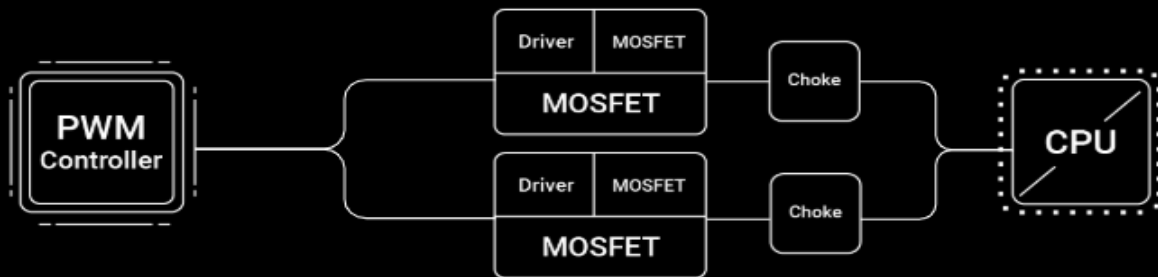 PWM
Controller
Driver
MOSFET
MOSFET
Choke
Driver
MOSFET
MOSFET
Choke
CPU